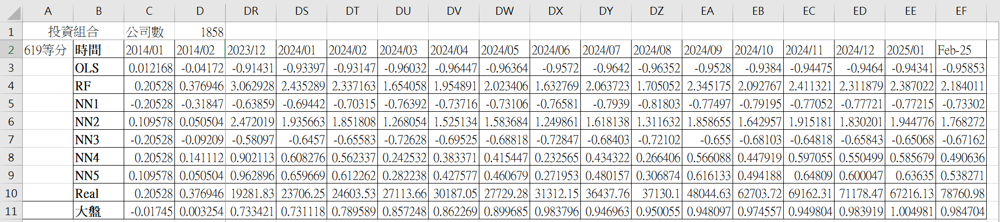 A B C D DR DS DT DU DV DW DX DY DZ EA EB EC ED EE EF
1 投資組合 公司數 1858
2 619等分 時間 2014/01 2014/02 2023/12 2024/01 2024/02 2024/03 2024/04 2024/05 2024/06 2024/07 2024/08 2024/09 2024/10 2024/11 2024/12 2025/01 Feb-25
3 OLS 0.012168 -0.04172 -0.91431 -0.93397 -0.93147 -0.96032 -0.96447 -0.96364 -0.9572 -0.9642 -0.96352 -0.9528 -0.9384 -0.94475 -0.9464 -0.94341 -0.95853
4 RF 0.20528 0.376946 3.062928 2.435289 2.337163 1.654058 1.954891 2.023406 1.632769 2.063723 1.705052 2.345175 2.092767 2.411321 2.311879 2.387022 2.184011
5 NN1 -0.20528 -0.31847 -0.63859 -0.69442 -0.70315 -0.76392 -0.73716 -0.73106 -0.76581 -0.7939 -0.81803 -0.77497 -0.79195 -0.77052 -0.77721 -0.77215 -0.73302
6 NN2 0.109578 0.050504 2.472019 1.935663 1.851808 1.268054 1.525134 1.583684 1.249861 1.618138 1.311632 1.858655 1.642957 1.915181 1.830201 1.944776 1.768272
7 NN3 -0.20528 -0.09209 -0.58097 -0.6457 -0.65583 -0.72628 -0.69525 -0.68818 -0.72847 -0.68403 -0.72102 -0.655 -0.68103 -0.64818 -0.65843 -0.65068 -0.67162
8 NN4 0.20528 0.141112 0.902113 0.608276 0.562337 0.242532 0.383371 0.415447 0.232565 0.434322 0.266406 0.566088 0.447919 0.597055 0.550499 0.585679 0.490636
9 NN5 0.109578 0.050504 0.962896 0.659669 0.612262 0.282238 0.427577 0.460679 0.271953 0.480157 0.306874 0.616133 0.494188 0.64809 0.600047 0.63635 0.538271
10 Real 0.20528 0.376946 19281.83 23706.25 24603.53 27113.66 30187.05 27729.28 31312.15 36437.76 37130.1 48044.63 62703.72 69162.31 71178.47 67216.13 78760.98
11 大盤 -0.01745 0.003254 0.733421 0.731118 0.789589 0.857248 0.862269 0.899685 0.983796 0.946963 0.950055 0.948097 0.974557 0.949804 0.983919 1.004981 0.984704